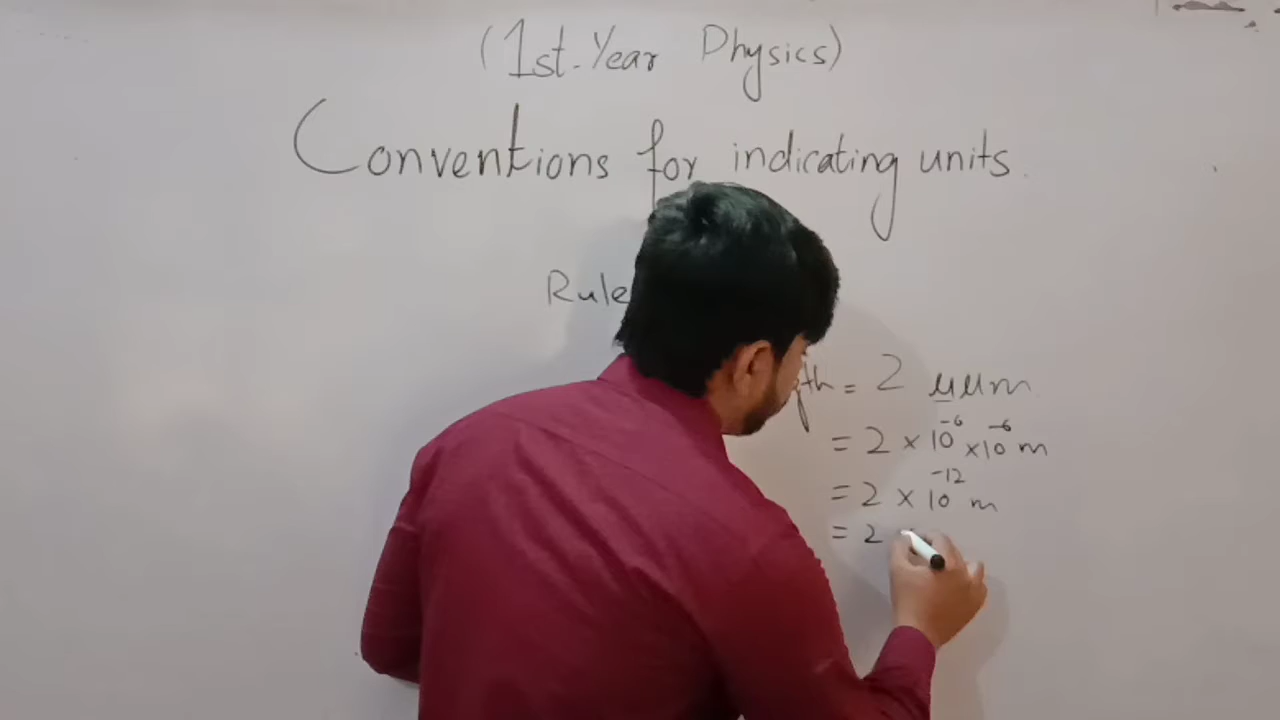 (1st-Year Physics)
Conventions for indicating units.
Rule
= 2 μμm
= 2 × 10⁻⁶ × 10⁻⁶ m
= 2 × 10⁻¹² m
= 2